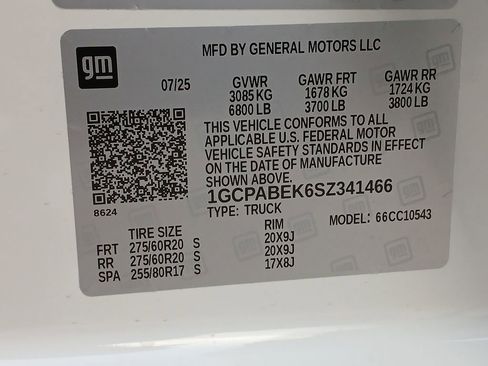 gm
MFD BY GENERAL MOTORS LLC
07/25 GVWR GAWR FRT GAWR RR
3085 KG 1678 KG 1724 KG
6800 LB 3700 LB 3800 LB
THIS VEHICLE CONFORMS TO ALL
APPLICABLE U.S. FEDERAL MOTOR
VEHICLE SAFETY STANDARDS IN EFFECT
ON THE DATE OF MANUFACTURE
SHOWN ABOVE.
1GCPABEK6SZ341466
8624 TYPE: TRUCK MODEL: 66CC10543
TIRE SIZE RIM
FRT 275/60R20 S 20X9J
RR 275/60R20 S 20X9J
SPA 255/80R17 S 17X8J